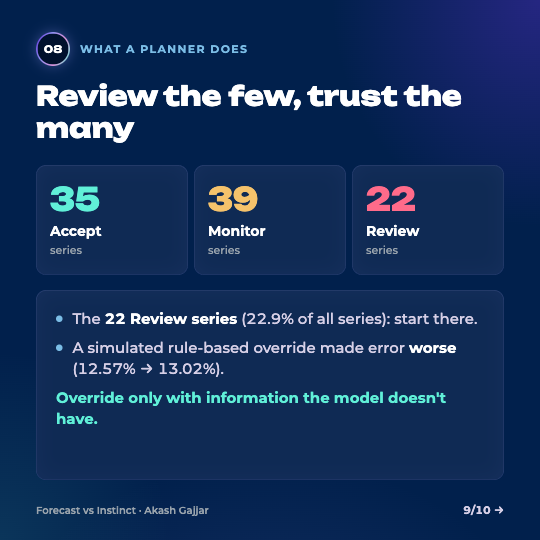 08 WHAT A PLANNER DOES
Review the few, trust the
many
35 39 22
Accept Monitor Review
series series series
• The 22 Review series (22.9% of all series): start there.
• A simulated rule-based override made error worse
(12.57% → 13.02%).
Override only with information the model doesn't
have.
Forecast vs Instinct · Akash Gajjar 9/10 →